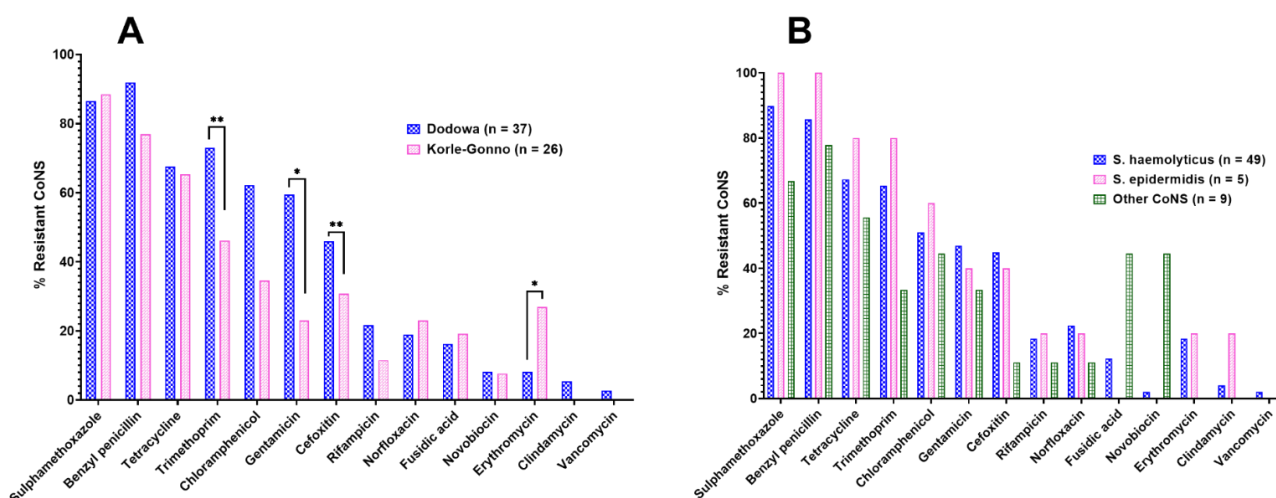 A
% Resistant CoNS
100
80
60
40
20
0
**
*
**
*
Dodowa (n = 37)
Korle-Gonno (n = 26)
Sulphamethoxazole
Benzyl penicillin
Tetracycline
Trimethoprim
Chloramphenicol
Gentamicin
Cefoxitin
Rifampicin
Norfloxacin
Fusidic acid
Novobiocin
Erythromycin
Clindamycin
Vancomycin
B
% Resistant CoNS
100
80
60
40
20
0
S. haemolyticus (n = 49)
S. epidermidis (n = 5)
Other CoNS (n = 9)
Sulphamethoxazole
Benzyl penicillin
Tetracycline
Trimethoprim
Chloramphenicol
Gentamicin
Cefoxitin
Rifampicin
Norfloxacin
Fusidic acid
Novobiocin
Erythromycin
Clindamycin
Vancomycin